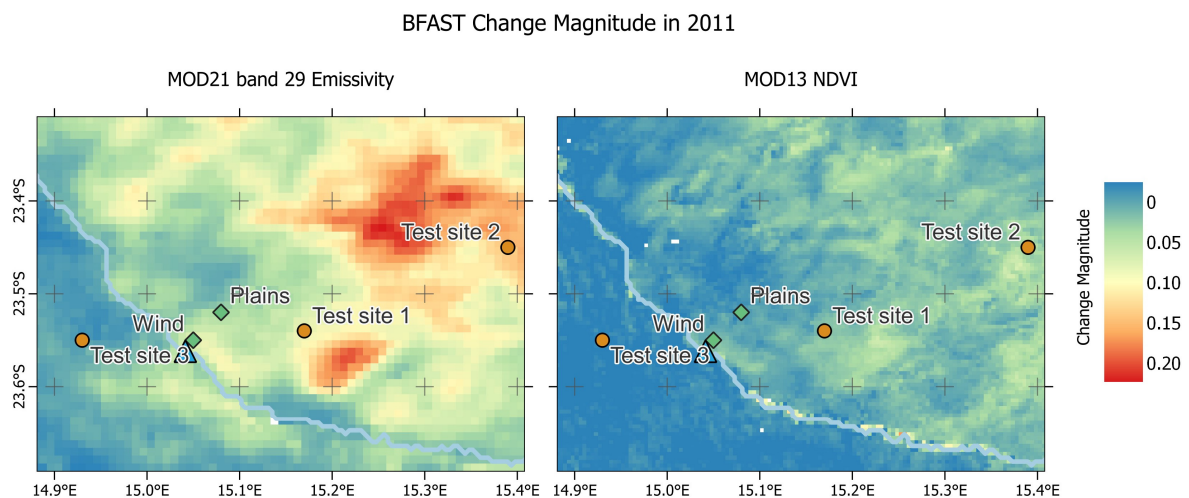 BFAST Change Magnitude in 2011
MOD21 band 29 Emissivity
MOD13 NDVI
23.4°S
23.5°S
23.6°S
Test site 2
Plains
Test site 1
Wind
Test site 3
Test site 2
Plains
Test site 1
Wind
Test site 3
14.9°E 15.0°E 15.1°E 15.2°E 15.3°E 15.4°E
14.9°E 15.0°E 15.1°E 15.2°E 15.3°E 15.4°E
Change Magnitude
0
0.05
0.10
0.15
0.20